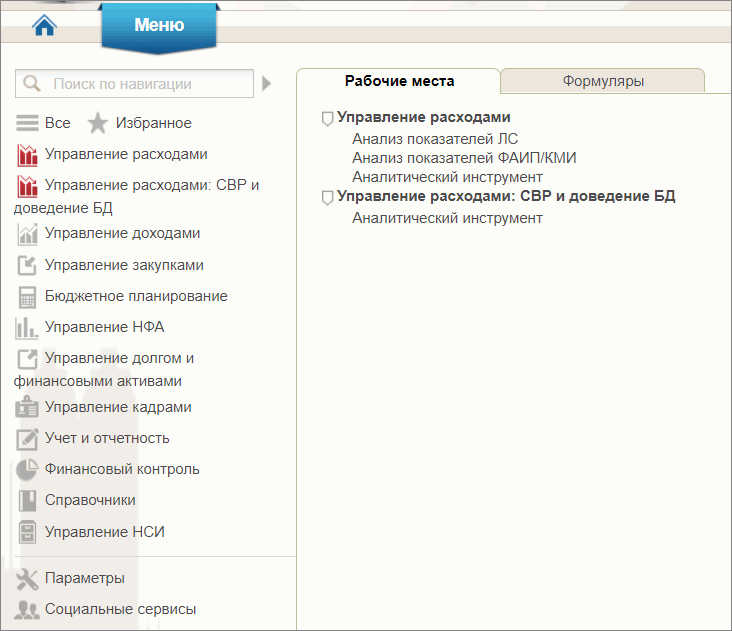 Меню
Поиск по навигации
Все Избранное
Управление расходами
Управление расходами: СВР и
доведение БД
Управление доходами
Управление закупками
Бюджетное планирование
Управление НФА
Управление долгом и
финансовыми активами
Управление кадрами
Учет и отчетность
Финансовый контроль
Справочники
Управление НСИ
Параметры
Социальные сервисы
Рабочие места Формуляры
Управление расходами
Анализ показателей ЛС
Анализ показателей ФАИП/КМИ
Аналитический инструмент
Управление расходами: СВР и доведение БД
Аналитический инструмент